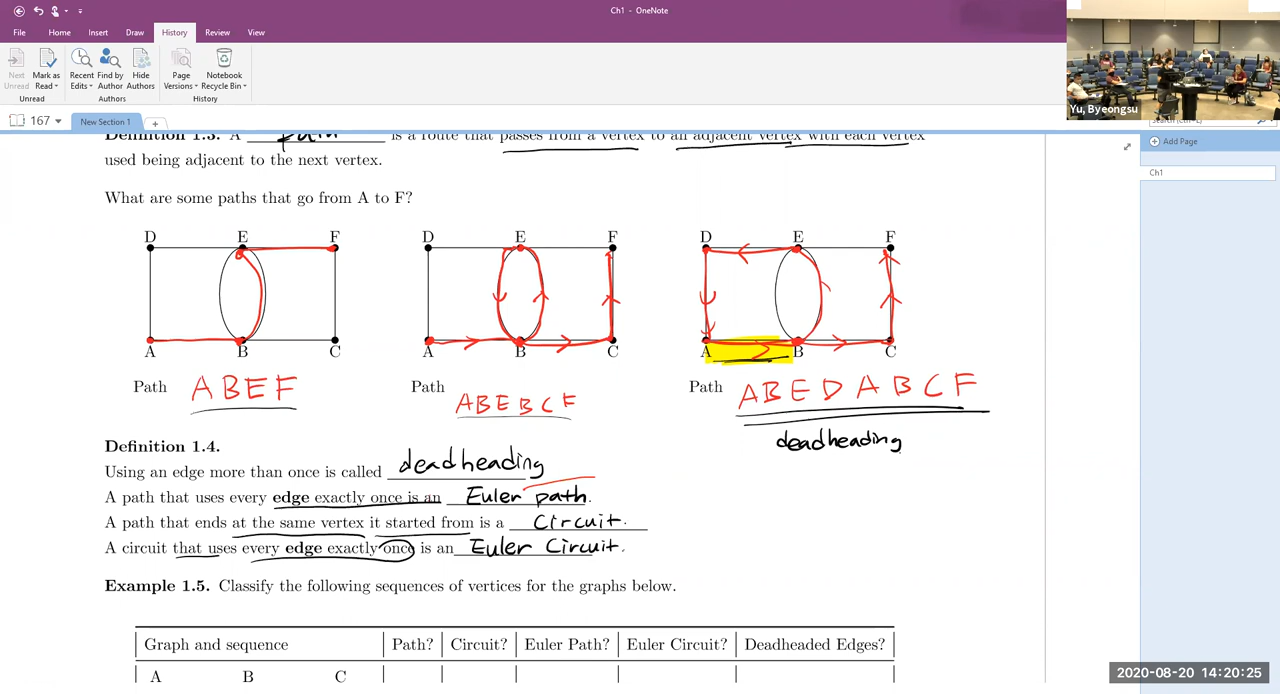 Ch1 - OneNote
File Home Insert Draw History Review View
Next Unread
Mark as Read
Recent Edits
Find by Author
Hide Authors
Page Versions
Notebook Recycle Bin
Unread Authors History
Yu, Byeongsu
167 New Section 1 +
Add Page
Ch1
Definition 1.3. A path is a route that passes from a vertex to an adjacent vertex with each vertex
used being adjacent to the next vertex.
What are some paths that go from A to F?
D E F D E F D E F
A B C A B C A B C
Path ABEF Path ABEBCF Path ABEDABCF
deadheading
Definition 1.4.
Using an edge more than once is called deadheading
A path that uses every edge exactly once is an Euler path.
A path that ends at the same vertex it started from is a Circuit.
A circuit that uses every edge exactly once is an Euler Circuit.
Example 1.5. Classify the following sequences of vertices for the graphs below.
Graph and sequence Path? Circuit? Euler Path? Euler Circuit? Deadheaded Edges?
A B C
2020-08-20 14:20:25